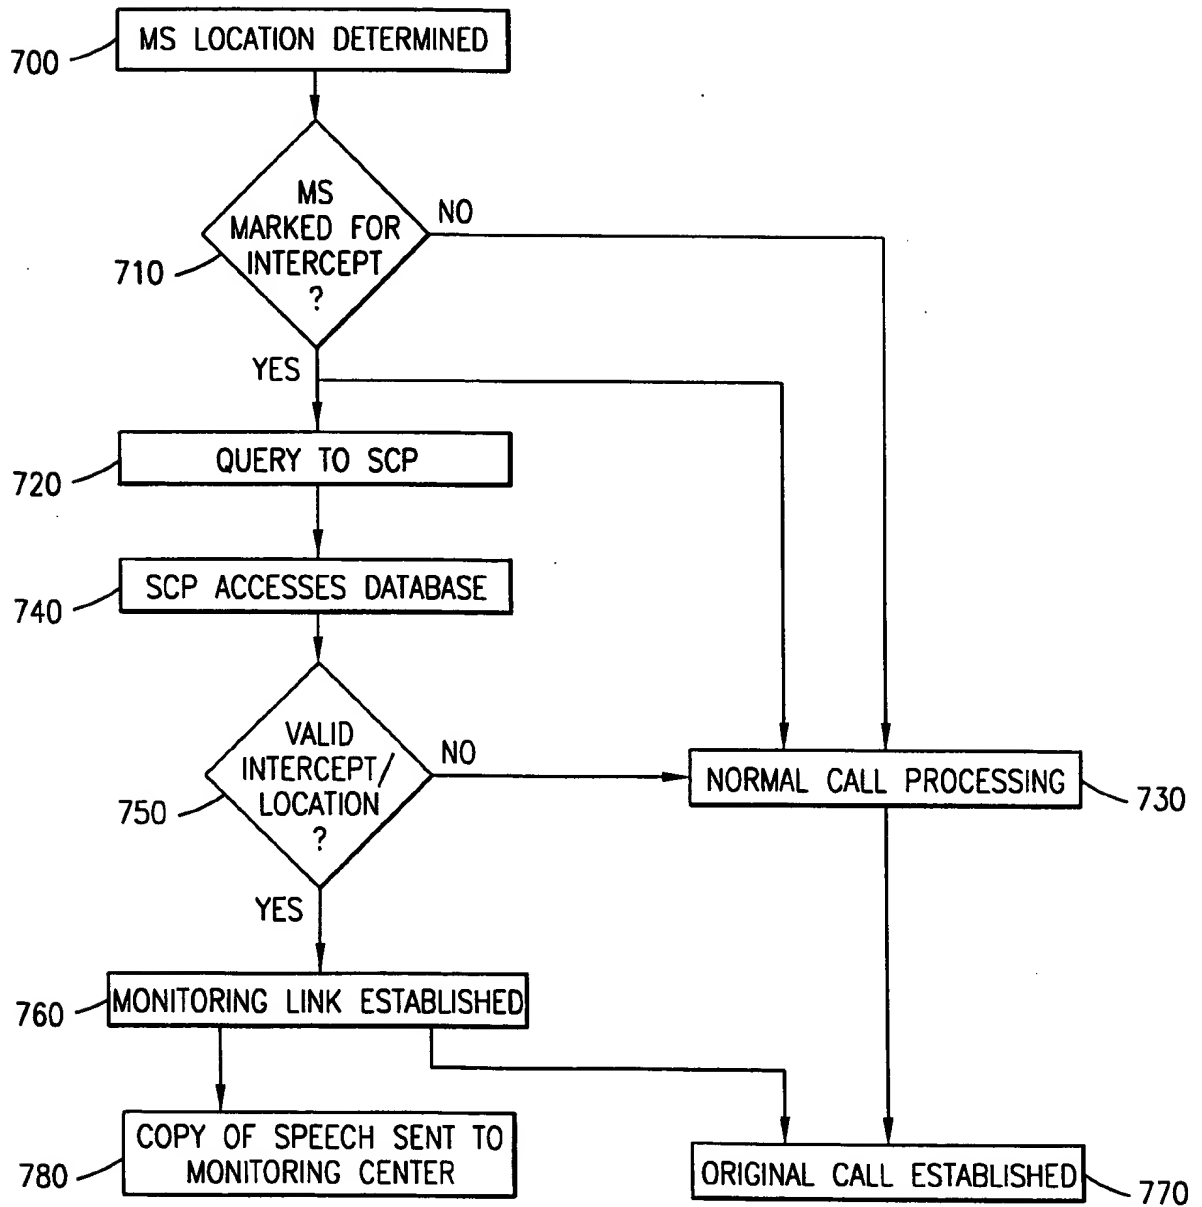 MS LOCATION DETERMINED
700
MS
MARKED FOR
INTERCEPT
?
710
NO
YES
QUERY TO SCP
720
SCP ACCESSES DATABASE
740
VALID
INTERCEPT/
LOCATION
?
750
NO
NORMAL CALL PROCESSING
730
YES
MONITORING LINK ESTABLISHED
760
COPY OF SPEECH SENT TO
MONITORING CENTER
780
ORIGINAL CALL ESTABLISHED
770